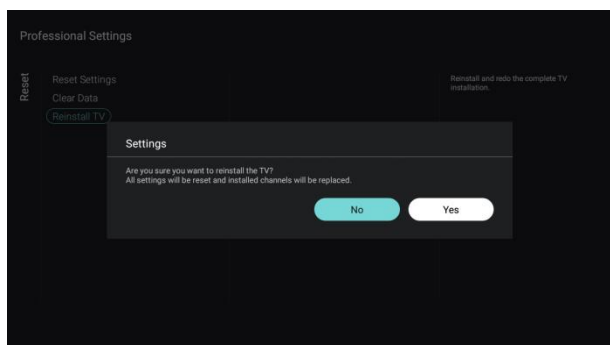 Professional Settings
Reset
Reset Settings
Clear Data
Reinstall TV
Reinstall and redo the complete TV
installation.
Settings
Are you sure you want to reinstall the TV?
All settings will be reset and installed channels will be replaced.
No
Yes